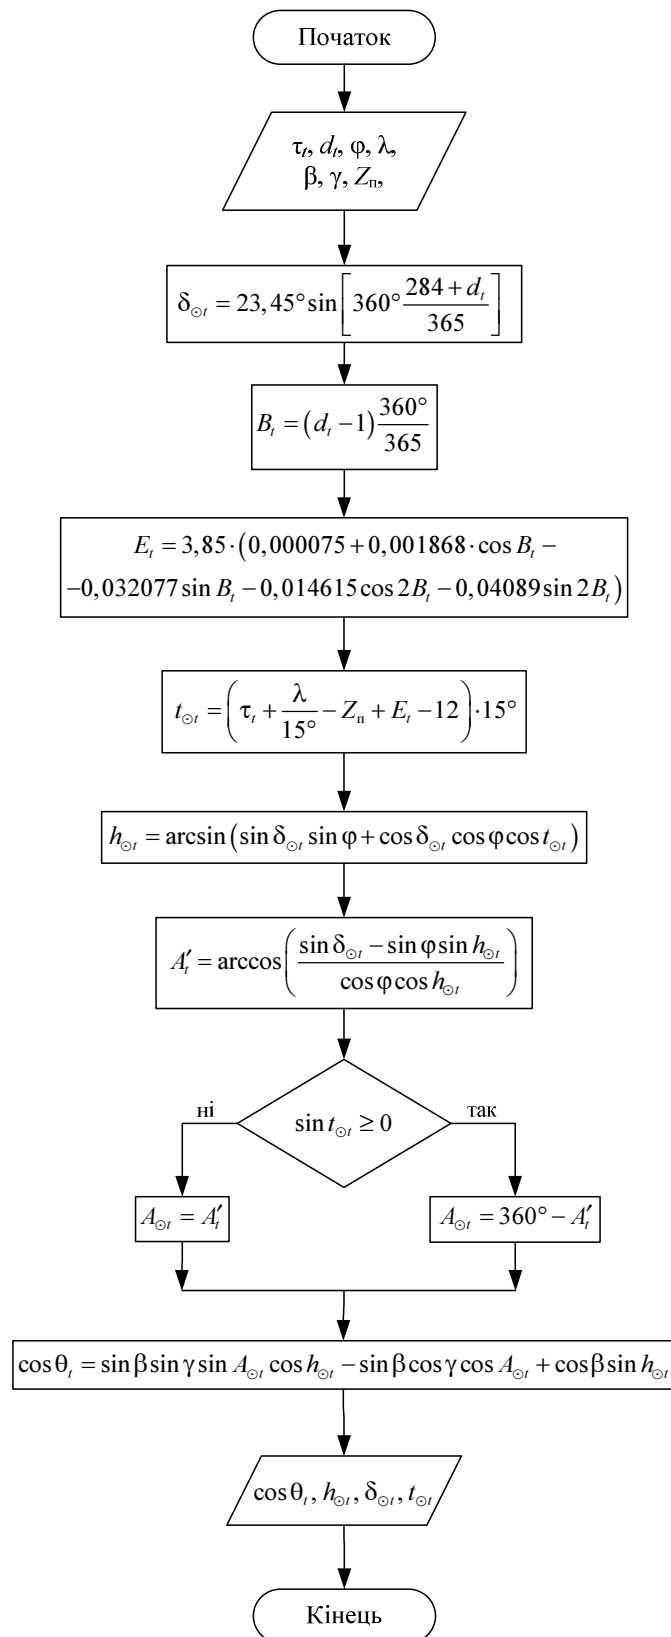 Початок
τₜ, dₜ, φ, λ,
β, γ, Zп,
δ⊙t = 23,45° sin[360° (284 + dₜ)/365]
Bₜ = (dₜ − 1) 360°/365
Eₜ = 3,85·(0,000075 + 0,001868·cos Bₜ −
−0,032077 sin Bₜ − 0,014615 cos 2Bₜ − 0,04089 sin 2Bₜ)
t⊙t = (τₜ + λ/15° − Zп + Eₜ − 12)·15°
h⊙t = arcsin(sin δ⊙t sin φ + cos δ⊙t cos φ cos t⊙t)
A′ₜ = arccos((sin δ⊙t − sin φ sin h⊙t)/(cos φ cos h⊙t))
ні
так
sin t⊙t ≥ 0
A⊙t = A′ₜ
A⊙t = 360° − A′ₜ
cos θₜ = sin β sin γ sin A⊙t cos h⊙t − sin β cos γ cos A⊙t + cos β sin h⊙t
cos θₜ, h⊙t, δ⊙t, t⊙t
Кінець